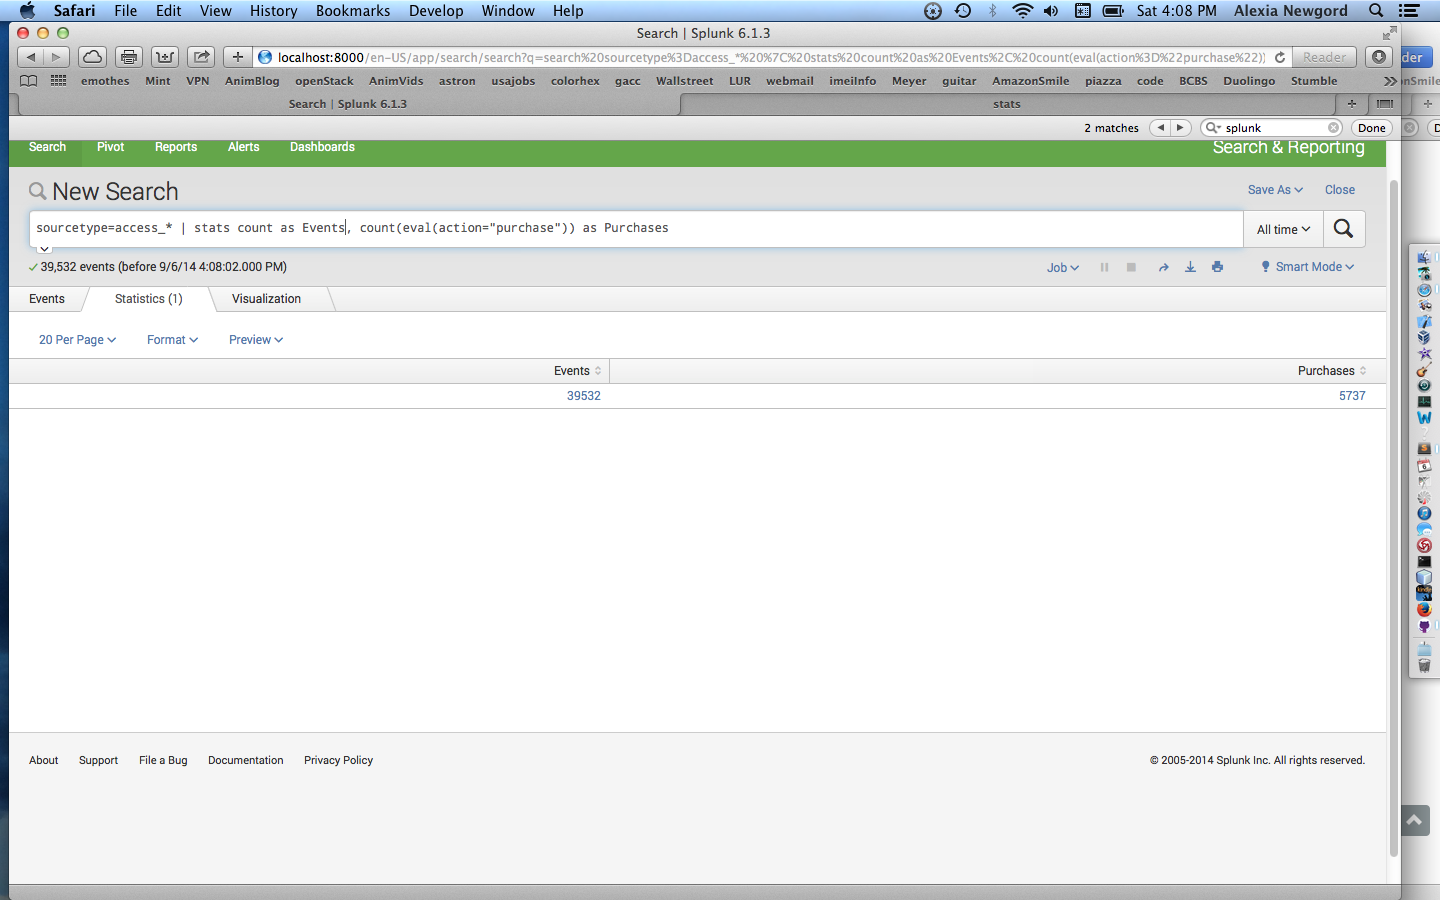 Safari File Edit View History Bookmarks Develop Window Help Sat 4:08 PM Alexia Newgord
Search | Splunk 6.1.3
localhost:8000/en-US/app/search/search?q=search%20sourcetype%3Daccess_*%20%7C%20stats%20count%20as%20Events%2C%20count(eval(action%3D%22purchase%22)) Reader
der
emothes Mint VPN AnimBlog openStack AnimVids astron usajobs colorhex gacc Wallstreet LUR webmail imeiInfo Meyer guitar AmazonSmile piazza code BCBS Duolingo Stumble
onSmile
Search | Splunk 6.1.3 stats
2 matches splunk Done
D
Search Pivot Reports Alerts Dashboards Search & Reporting
New Search Save As Close
sourcetype=access_* | stats count as Events, count(eval(action="purchase")) as Purchases All time
39,532 events (before 9/6/14 4:08:02.000 PM) Job Smart Mode
Events Statistics (1) Visualization
20 Per Page Format Preview
Events Purchases
39532 5737
About Support File a Bug Documentation Privacy Policy © 2005-2014 Splunk Inc. All rights reserved.